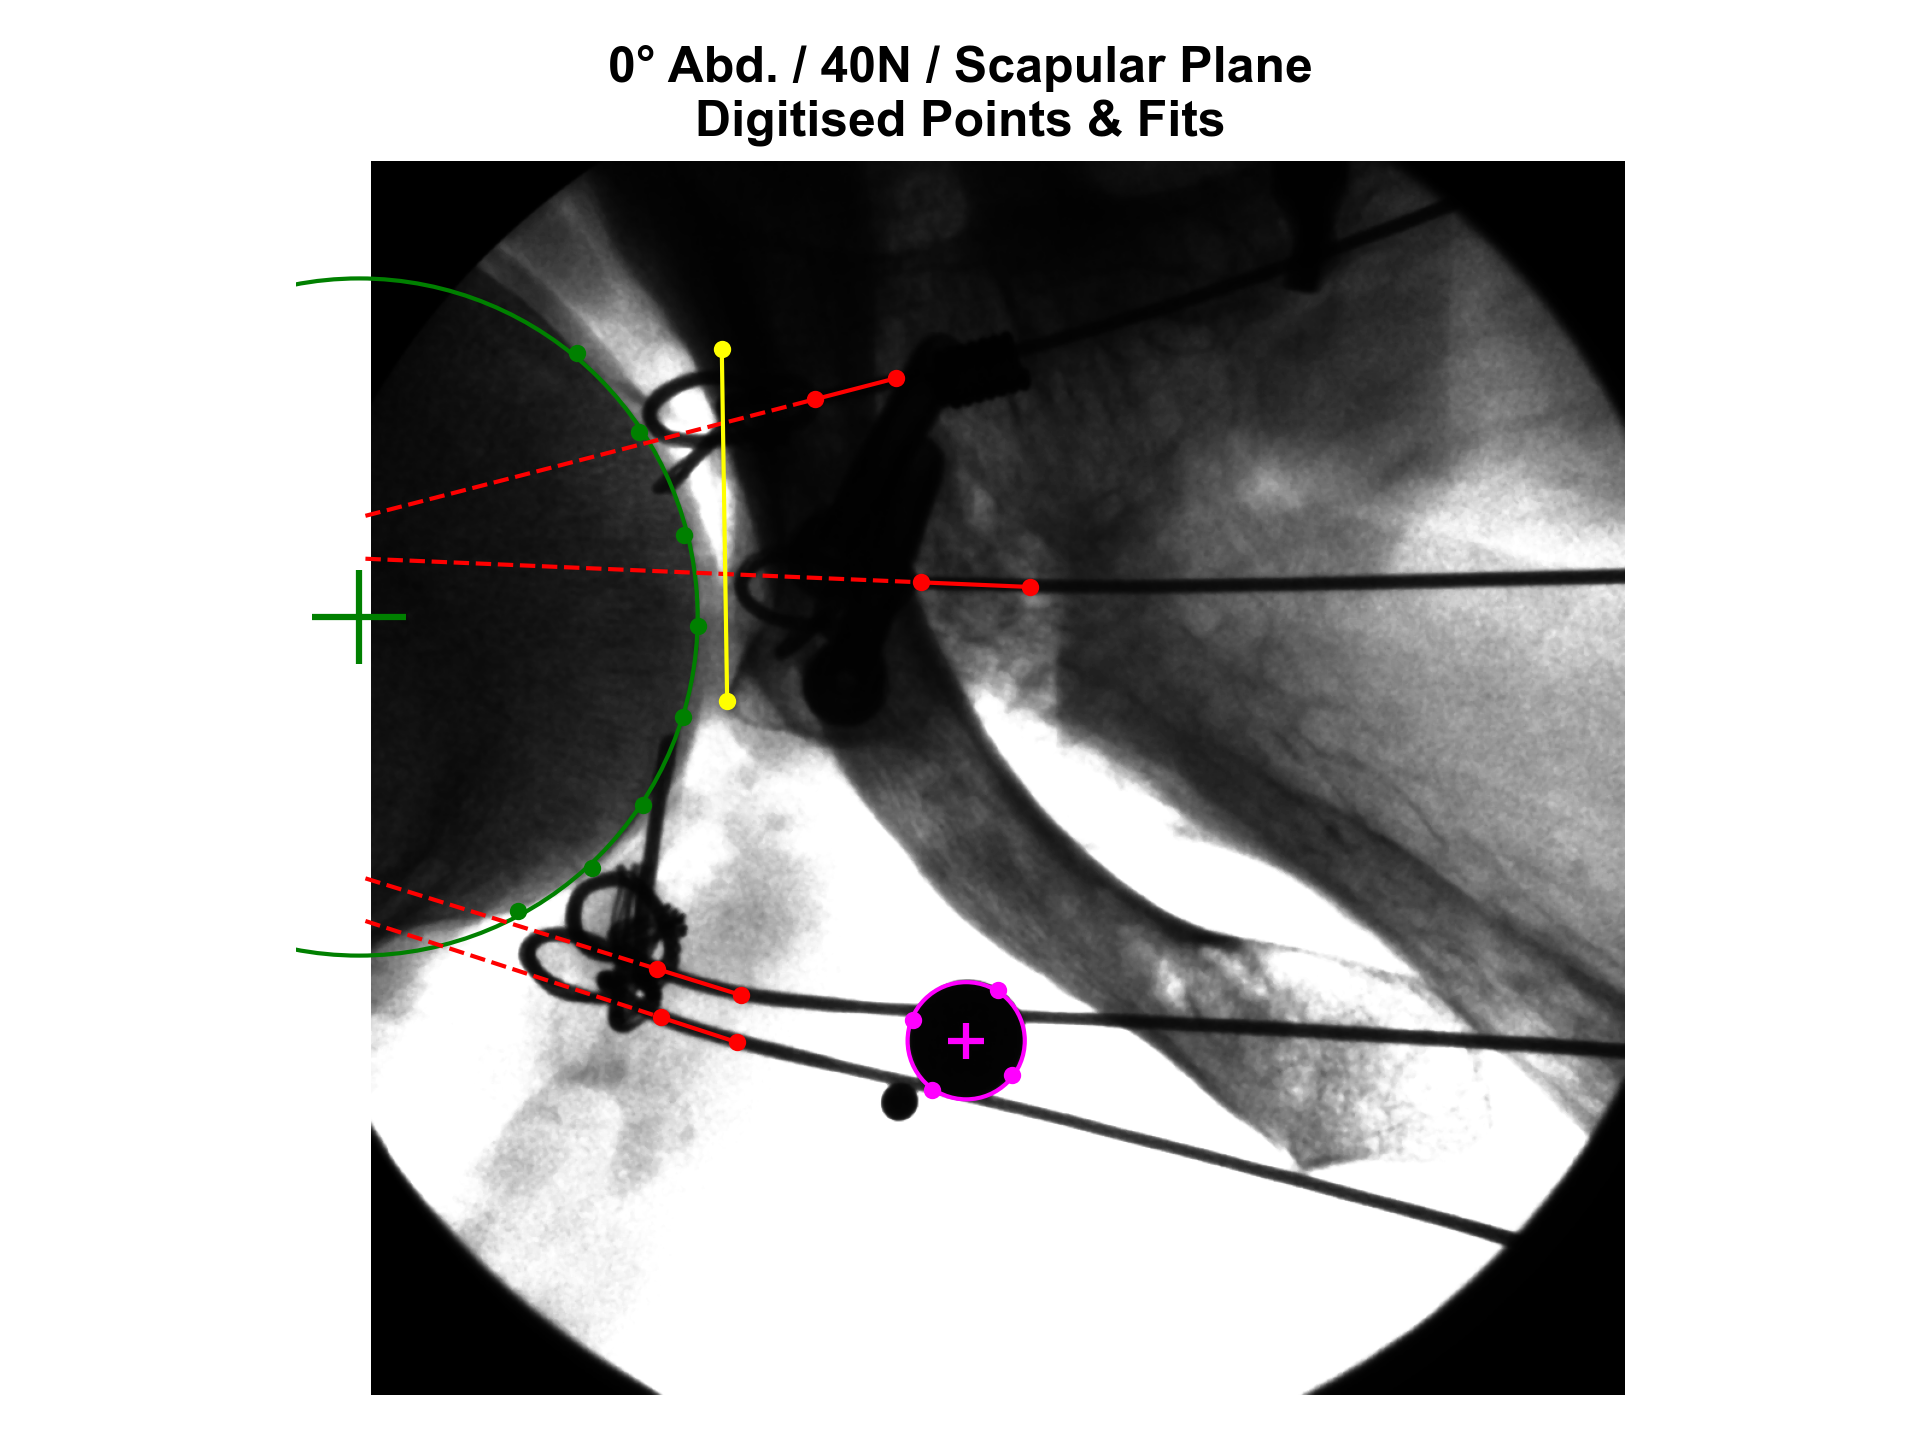 0° Abd. / 40N / Scapular Plane
Digitised Points & Fits